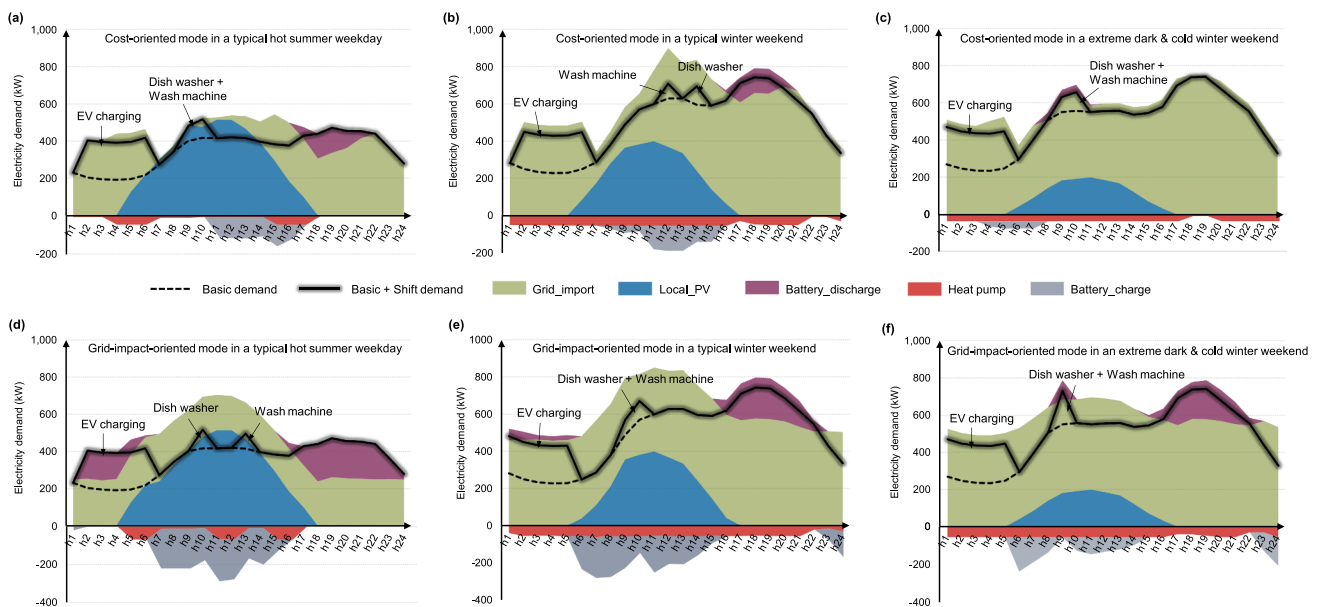 (a)
1,000
800
600
400
200
0
-200
Electricity demand (kW)
Cost-oriented mode in a typical hot summer weekday
Dish washer +
Wash machine
EV charging
h1 h2 h3 h4 h5 h6 h7 h8 h9 h10 h11 h12 h13 h14 h15 h16 h17 h18 h19 h20 h21 h22 h23 h24
(b)
1,000
800
600
400
200
0
-200
Electricity demand (kW)
Cost-oriented mode in a typical winter weekend
Wash machine
Dish washer
EV charging
h1 h2 h3 h4 h5 h6 h7 h8 h9 h10 h11 h12 h13 h14 h15 h16 h17 h18 h19 h20 h21 h22 h23 h24
(c)
1,000
800
600
400
200
0
-200
Electricity demand (kW)
Cost-oriented mode in a extreme dark & cold winter weekend
Dish washer +
Wash machine
EV charging
h1 h2 h3 h4 h5 h6 h7 h8 h9 h10 h11 h12 h13 h14 h15 h16 h17 h18 h19 h20 h21 h22 h23 h24
Basic demand Basic + Shift demand Grid_import Local_PV Battery_discharge Heat pump Battery_charge
(d)
1,000
800
600
400
200
0
-200
-400
Electricity demand (kW)
Grid-impact-oriented mode in a typical hot summer weekday
Dish washer
Wash machine
EV charging
h1 h2 h3 h4 h5 h6 h7 h8 h9 h10 h11 h12 h13 h14 h15 h16 h17 h18 h19 h20 h21 h22 h23 h24
(e)
1000
800
600
400
200
0
-200
-400
Electricity demand (kW)
Grid-impact-oriented mode in a typical winter weekend
Dish washer + Wash machine
EV charging
h1 h2 h3 h4 h5 h6 h7 h8 h9 h10 h11 h12 h13 h14 h15 h16 h17 h18 h19 h20 h21 h22 h23 h24
(f)
1000
800
600
400
200
0
-200
-400
Electricity demand (kW)
Grid-impact-oriented mode in an extreme dark & cold winter weekend
Dish washer + Wash machine
EV charging
h1 h2 h3 h4 h5 h6 h7 h8 h9 h10 h11 h12 h13 h14 h15 h16 h17 h18 h19 h20 h21 h22 h23 h24